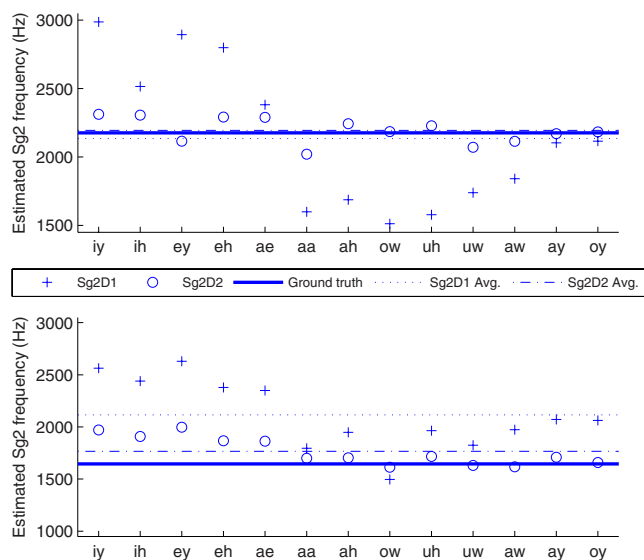 Estimated Sg2 frequency (Hz)
3000
2500
2000
1500
iy ih ey eh ae aa ah ow uh uw aw ay oy
Sg2D1 Sg2D2 Ground truth Sg2D1 Avg. Sg2D2 Avg.
Estimated Sg2 frequency (Hz)
3000
2500
2000
1500
1000
iy ih ey eh ae aa ah ow uh uw aw ay oy